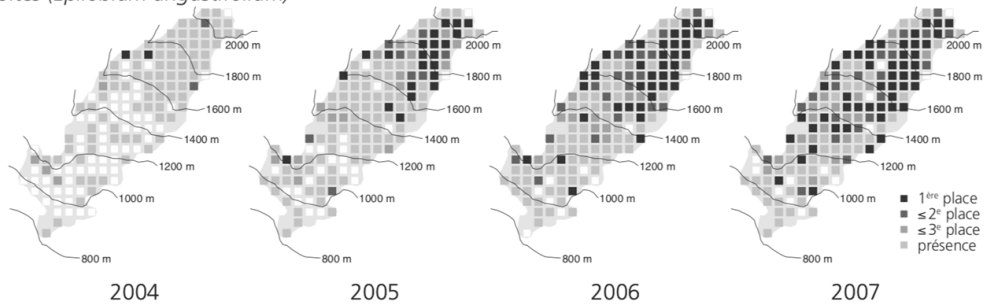 (Epilobium angustifolium)
2000 m 2000 m 2000 m 2000 m
1800 m 1800 m 1800 m 1800 m
1600 m 1600 m 1600 m 1600 m
1400 m 1400 m 1400 m 1400 m
1200 m 1200 m 1200 m 1200 m
1000 m 1000 m 1000 m 1000 m
1ère place
≤ 2e place
≤ 3e place
présence
800 m 800 m 800 m 800 m
2004 2005 2006 2007